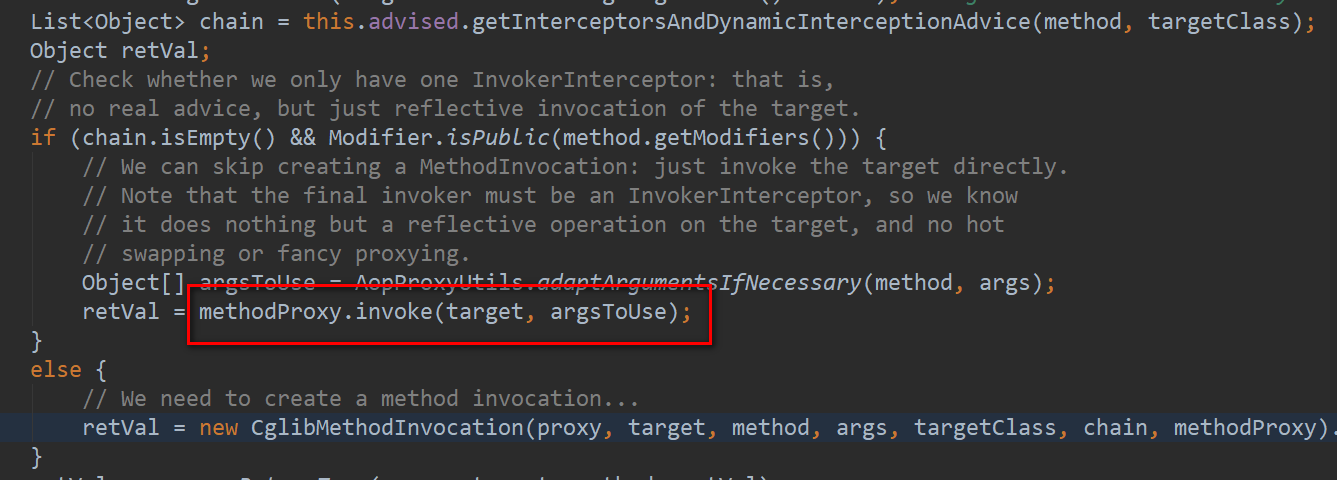 List<Object> chain = this.advised.getInterceptorsAndDynamicInterceptionAdvice(method, targetClass);
Object retVal;
// Check whether we only have one InvokerInterceptor: that is,
// no real advice, but just reflective invocation of the target.
if (chain.isEmpty() && Modifier.isPublic(method.getModifiers())) {
// We can skip creating a MethodInvocation: just invoke the target directly.
// Note that the final invoker must be an InvokerInterceptor, so we know
// it does nothing but a reflective operation on the target, and no hot
// swapping or fancy proxying.
Object[] argsToUse = AopProxyUtils.adaptArgumentsIfNecessary(method, args);
retVal = methodProxy.invoke(target, argsToUse);
}
else {
// We need to create a method invocation...
retVal = new CglibMethodInvocation(proxy, target, method, args, targetClass, chain, methodProxy).
}